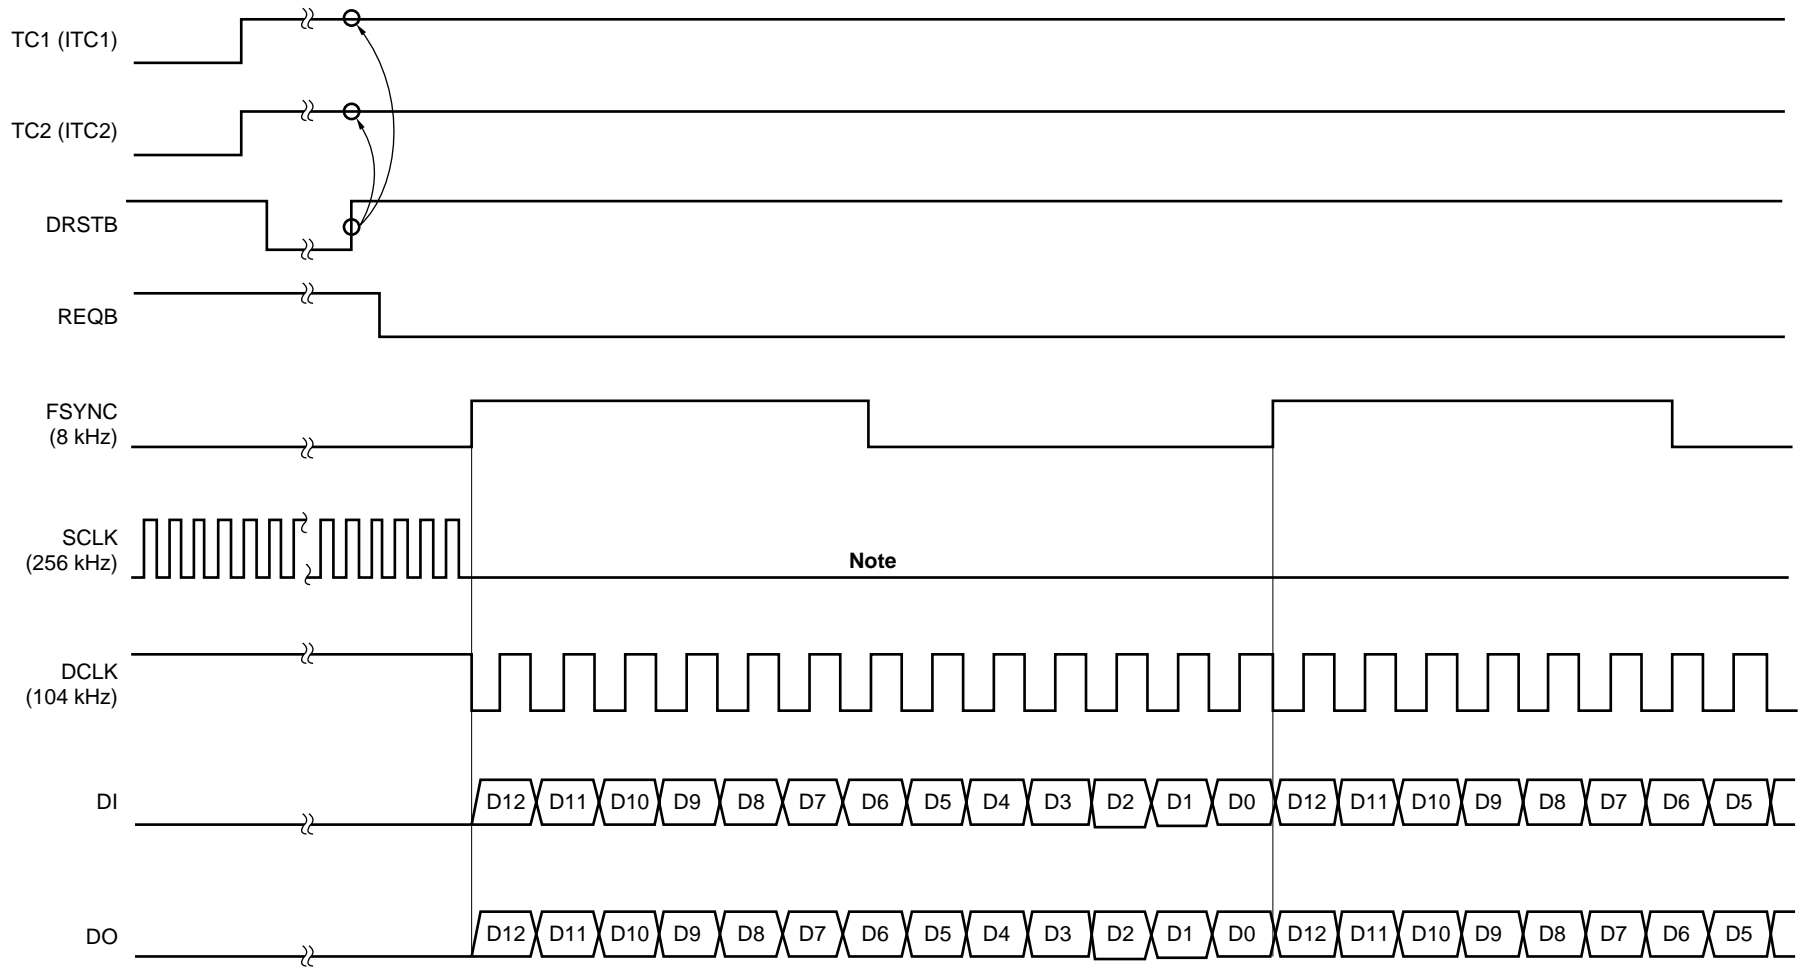 TC1 (ITC1)
TC2 (ITC2)
DRSTB
REQB
FSYNC
(8 kHz)
SCLK
(256 kHz)
Note
DCLK
(104 kHz)
DI D12 D11 D10 D9 D8 D7 D6 D5 D4 D3 D2 D1 D0 D12 D11 D10 D9 D8 D7 D6 D5
DO D12 D11 D10 D9 D8 D7 D6 D5 D4 D3 D2 D1 D0 D12 D11 D10 D9 D8 D7 D6 D5